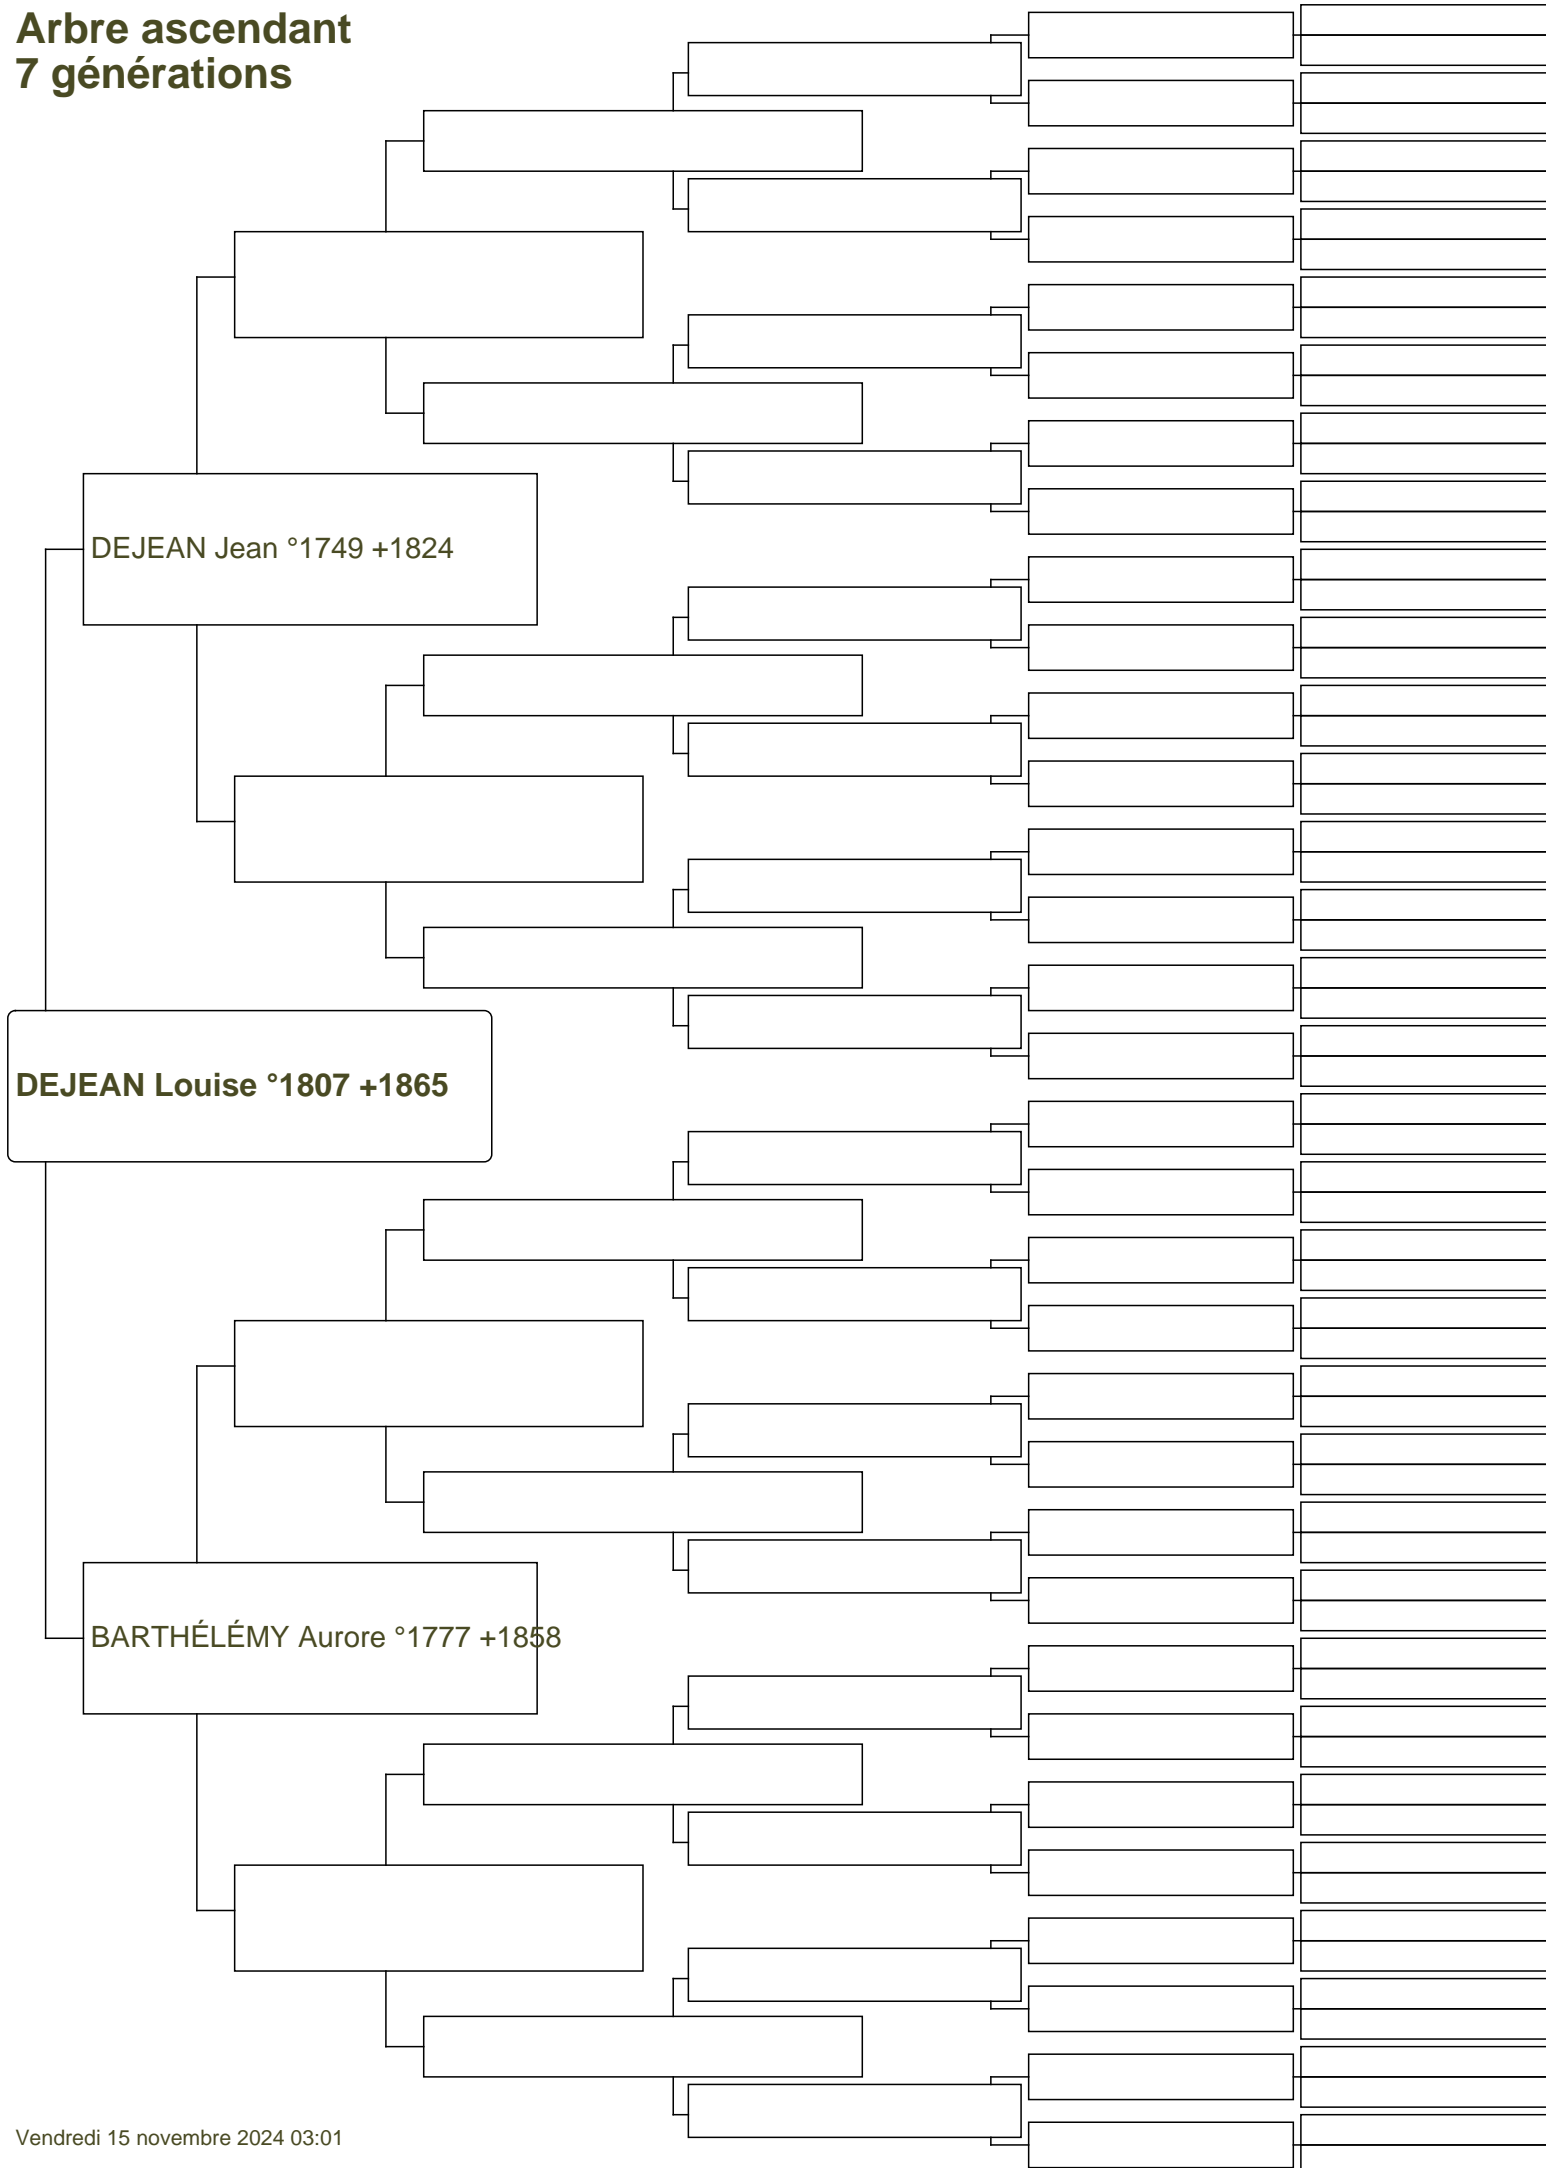 Arbre ascendant
7 générations
DEJEAN Jean °1749 +1824
DEJEAN Louise °1807 +1865
BARTHÉLÉMY Aurore °1777 +1858
Vendredi 15 novembre 2024 03:01